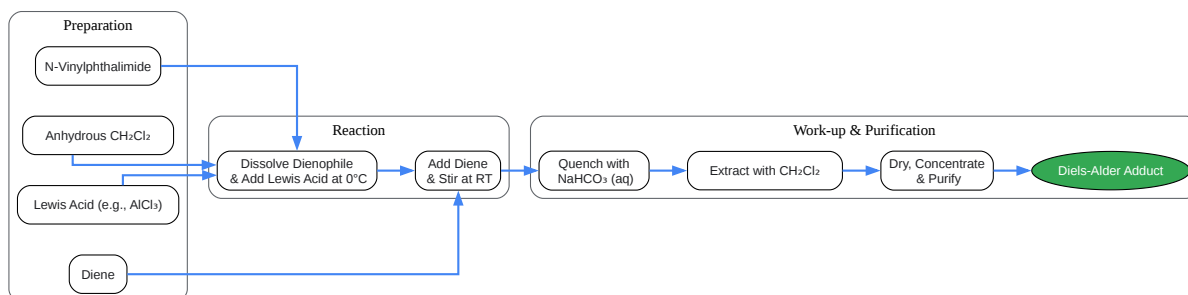 Preparation
N-Vinylphthalimide
Anhydrous CH₂Cl₂
Lewis Acid (e.g., AlCl₃)
Diene
Reaction
Dissolve Dienophile
& Add Lewis Acid at 0°C
Add Diene
& Stir at RT
Work-up & Purification
Quench with
NaHCO₃ (aq)
Extract with CH₂Cl₂
Dry, Concentrate
& Purify
Diels-Alder Adduct